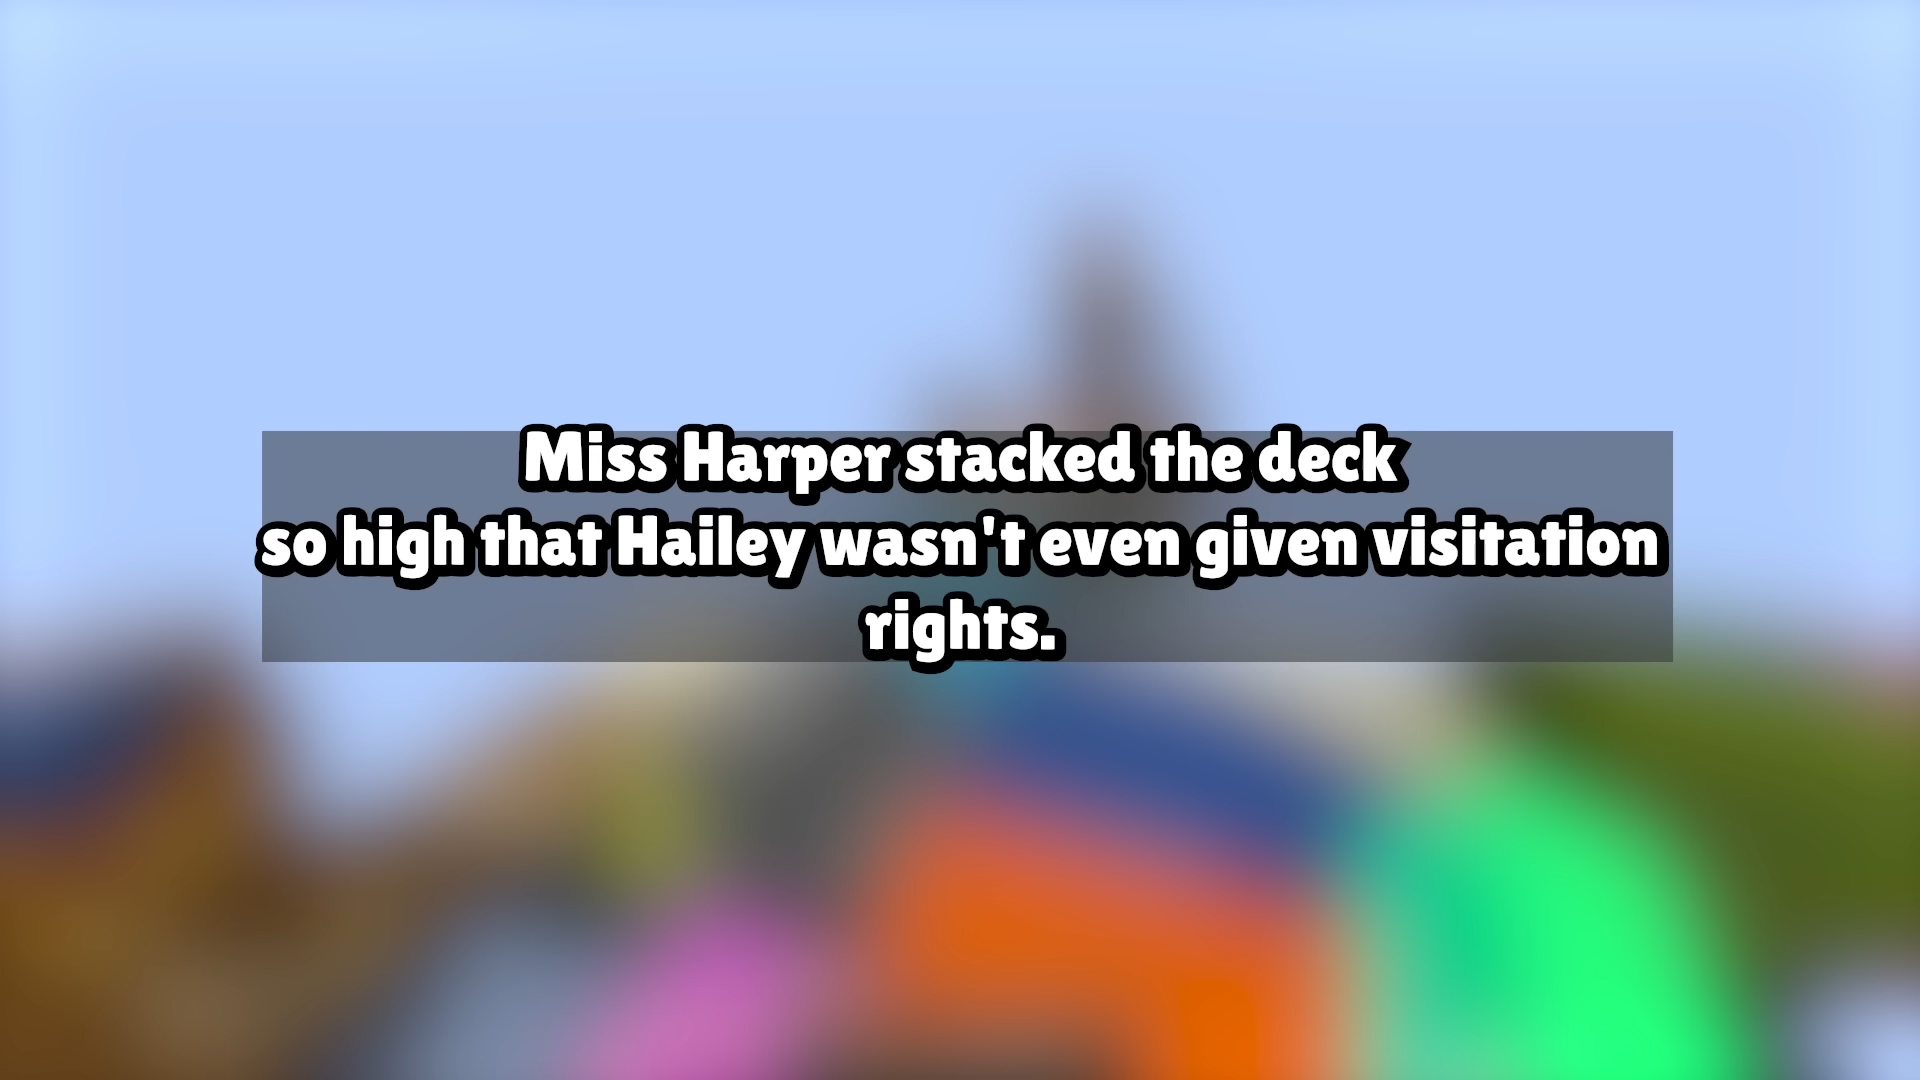 Miss Harper stacked the deck
so high that Hailey wasn't even given visitation
rights.